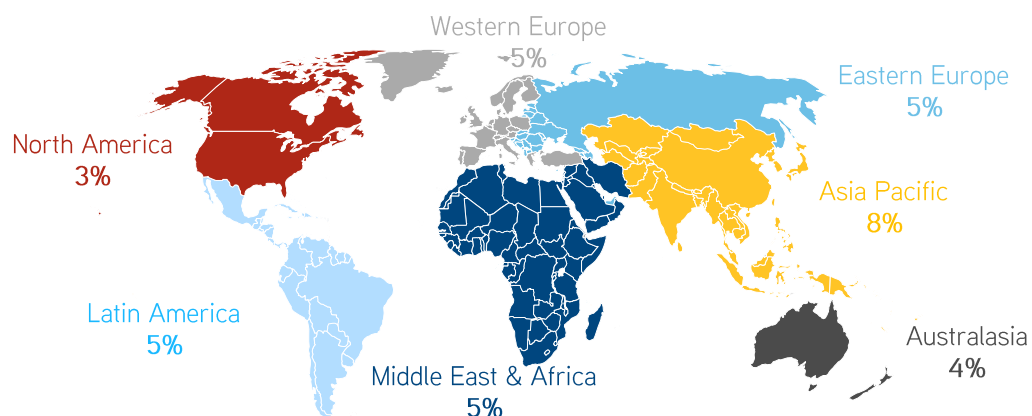 Western Europe
5%
Eastern Europe
5%
North America
3%
Asia Pacific
8%
Latin America
5%
Australasia
4%
Middle East & Africa
5%